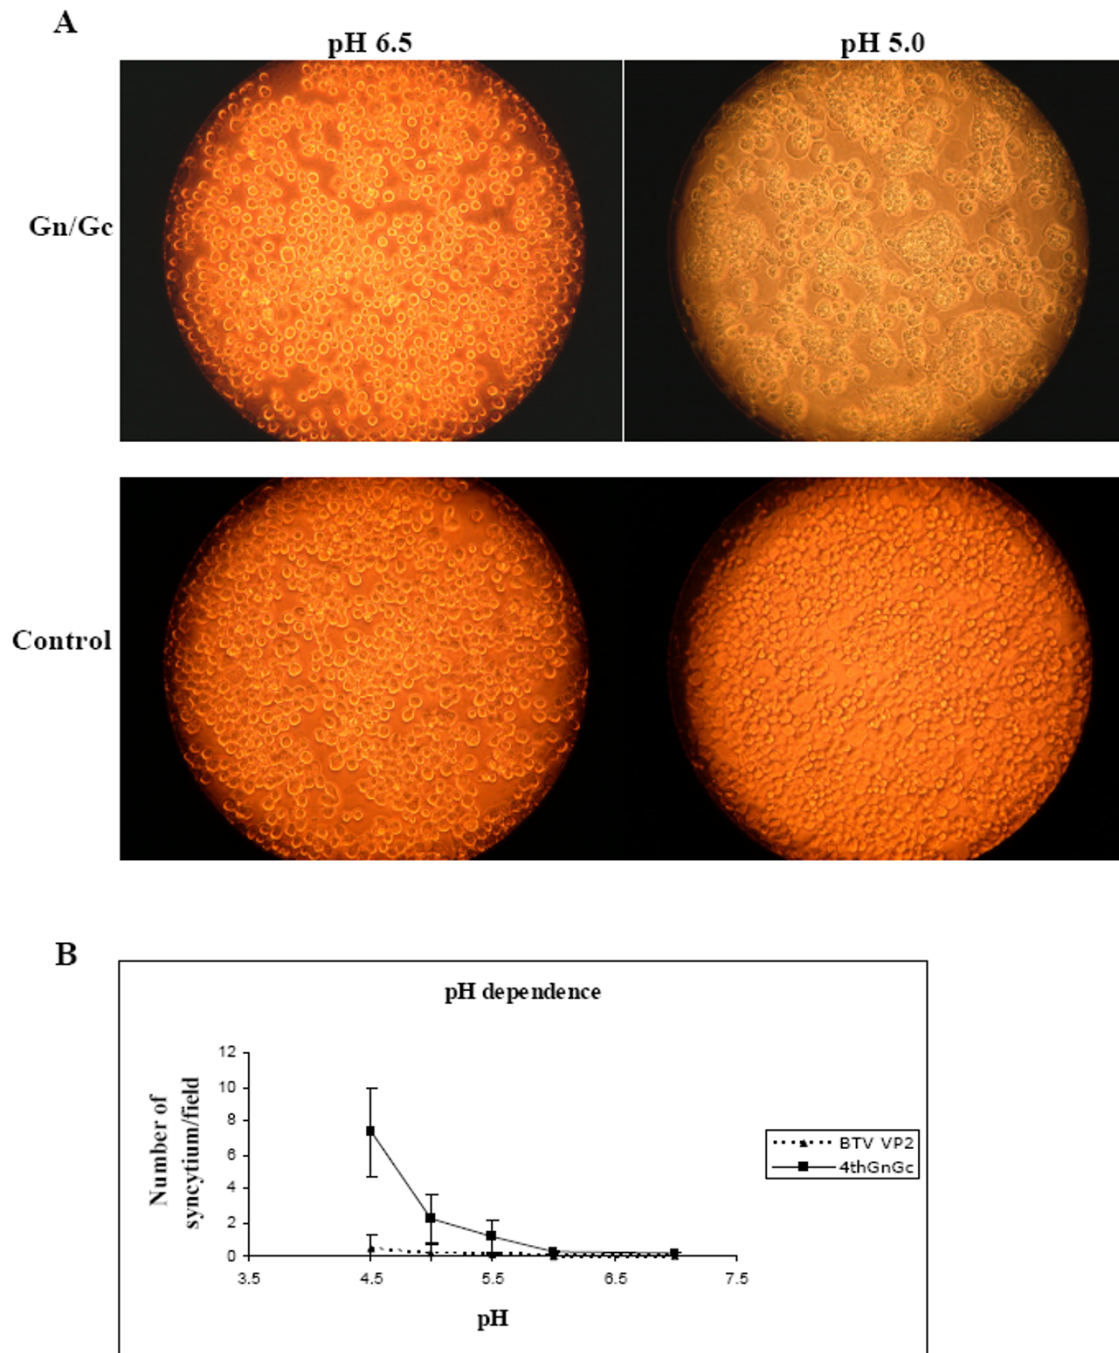 A
pH 6.5 pH 5.0
Gn/Gc
Control
B
pH dependence
12
10
8
6
4
2
0
Number of
syncytium/field
3.5 4.5 5.5 6.5 7.5
pH
BTV VP2
4thGnGc